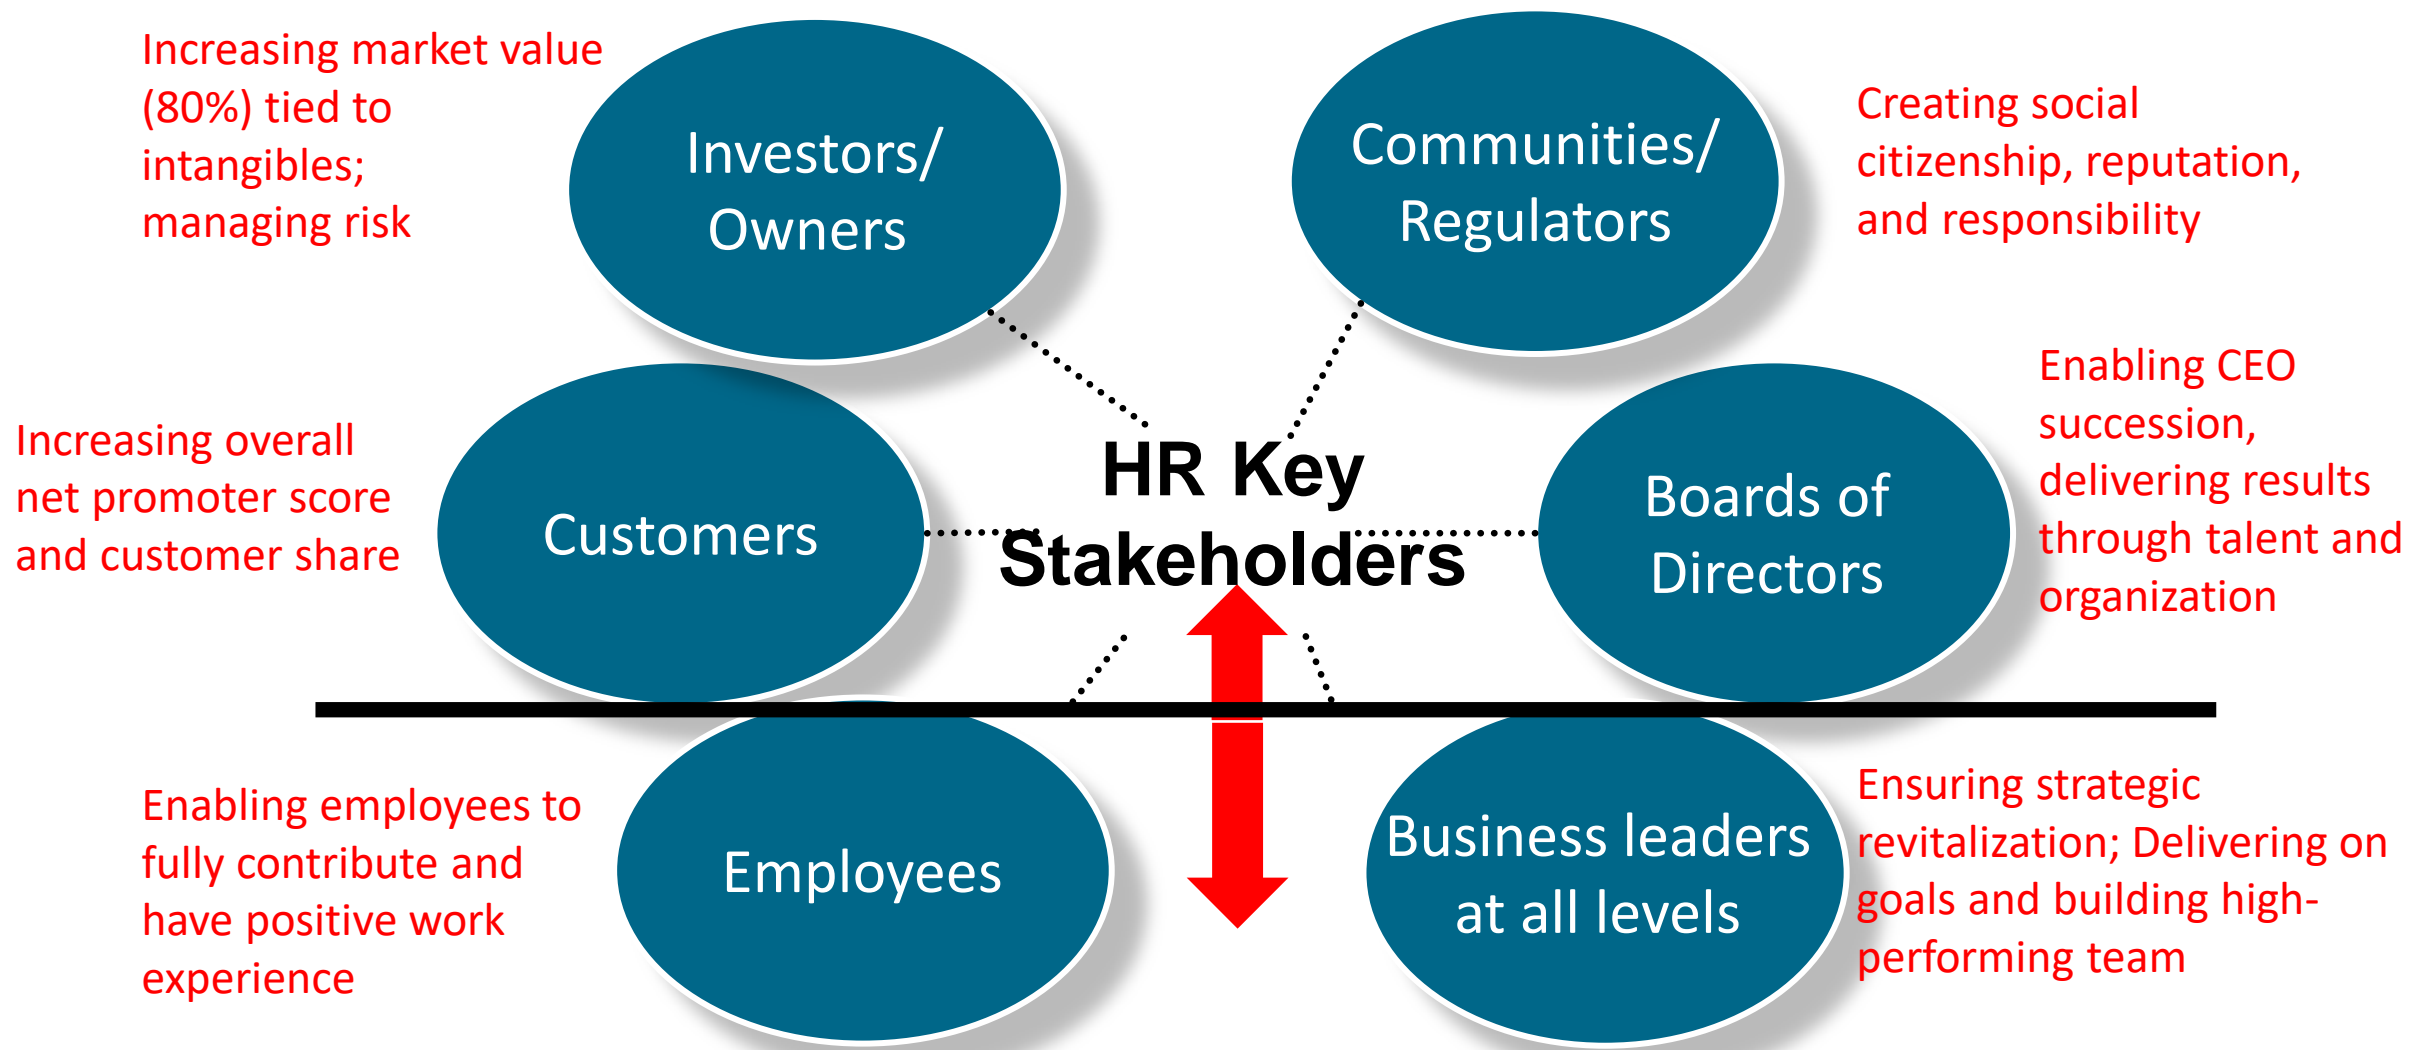 Increasing market value
(80%) tied to
intangibles;
managing risk
Investors/
Owners
Communities/
Regulators
Creating social
citizenship, reputation,
and responsibility
Increasing overall
net promoter score
and customer share
Customers
HR Key
Stakeholders
Boards of
Directors
Enabling CEO
succession,
delivering results
through talent and
organization
Enabling employees to
fully contribute and
have positive work
experience
Employees
Business leaders
at all levels
Ensuring strategic
revitalization; Delivering on
goals and building high-
performing team